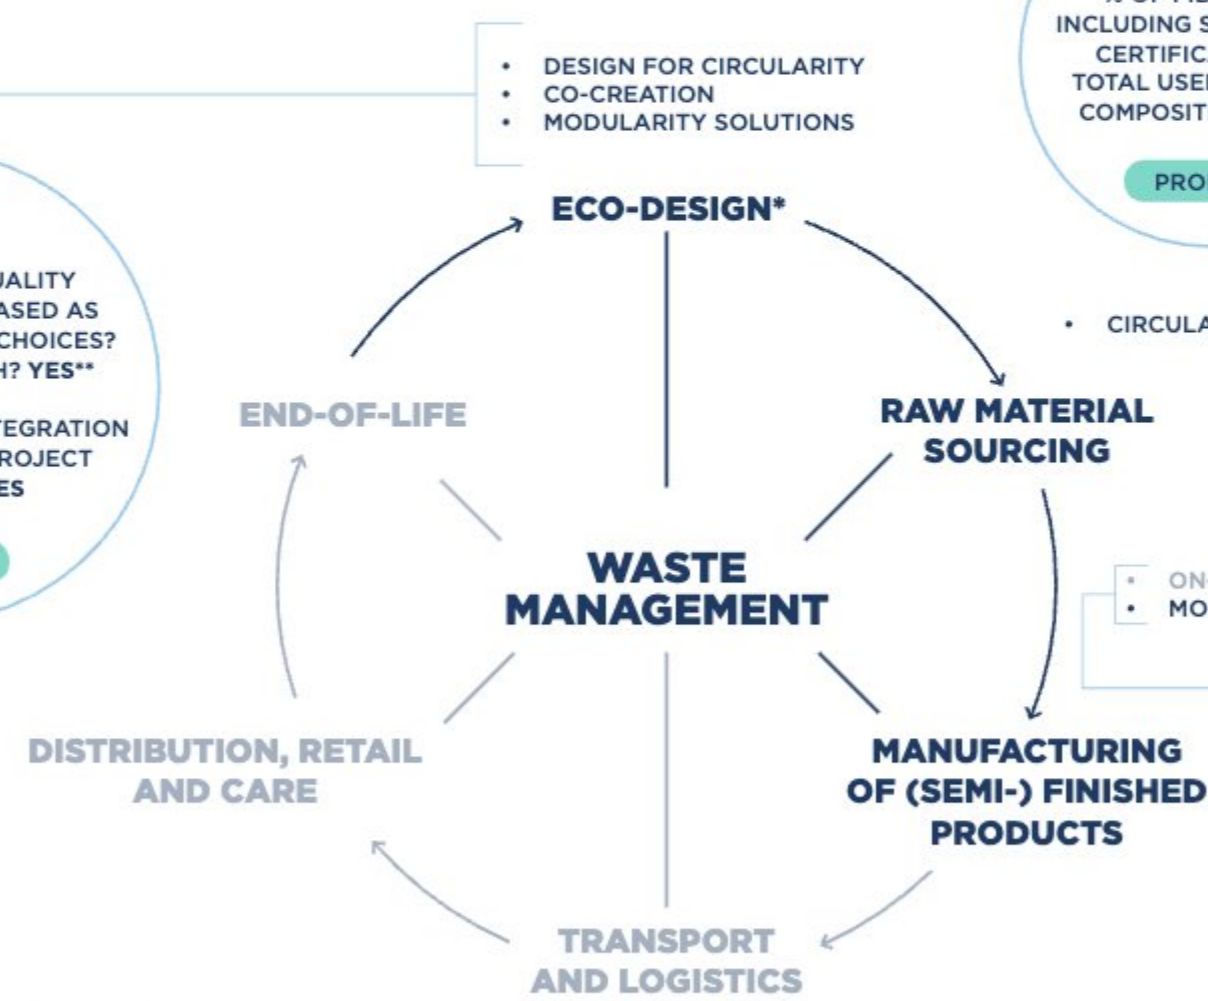 INCLUDING
CERTIFIC
TOTAL USE
COMPOSIT
PRO
• DESIGN FOR CIRCULARITY
• CO-CREATION
• MODULARITY SOLUTIONS
ECO-DESIGN*
UALITY
ASED AS
CHOICES?
H? YES**
TEGRATION
ROJECT
ES
• CIRCULA
END-OF-LIFE
RAW MATERIAL
SOURCING
WASTE
MANAGEMENT
• ON
• MO
DISTRIBUTION, RETAIL
AND CARE
MANUFACTURING
OF (SEMI-) FINISHED
PRODUCTS
TRANSPORT
AND LOGISTICS